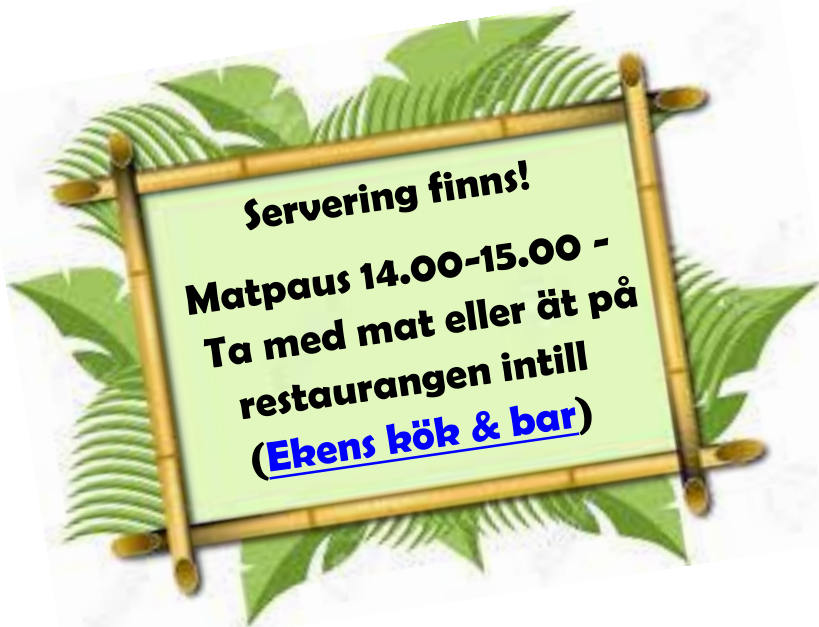 Servering finns!
Matpaus 14.00-15.00 -
Ta med mat eller ät på
restaurangen intill
(Ekens kök & bar)